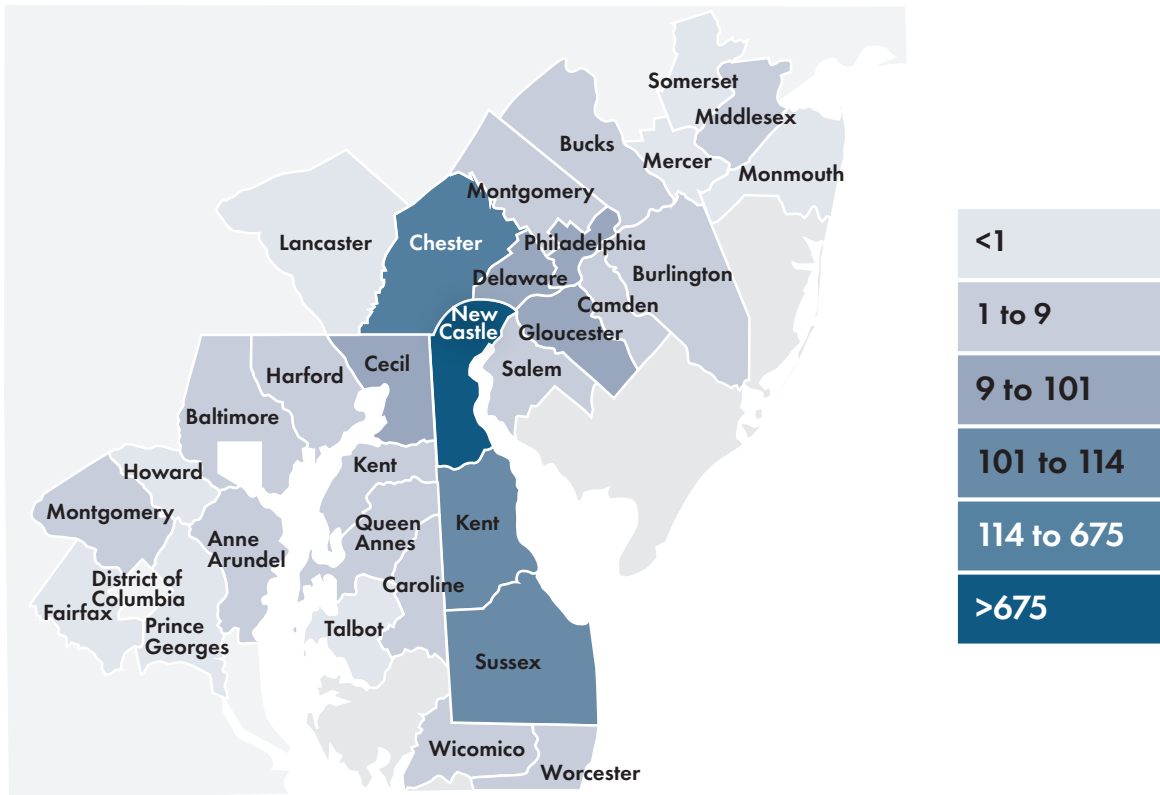 Somerset
Middlesex
Bucks
Mercer
Monmouth
Montgomery
Lancaster
Chester
Philadelphia
Delaware
Burlington
Camden
New
Castle
Gloucester
Cecil
Salem
Harford
Baltimore
Howard
Kent
Montgomery
Queen
Annes
Kent
Anne
Arundel
District of
Columbia
Caroline
Fairfax
Prince
Georges
Talbot
Sussex
Wicomico
Worcester
<1
1 to 9
9 to 101
101 to 114
114 to 675
>675